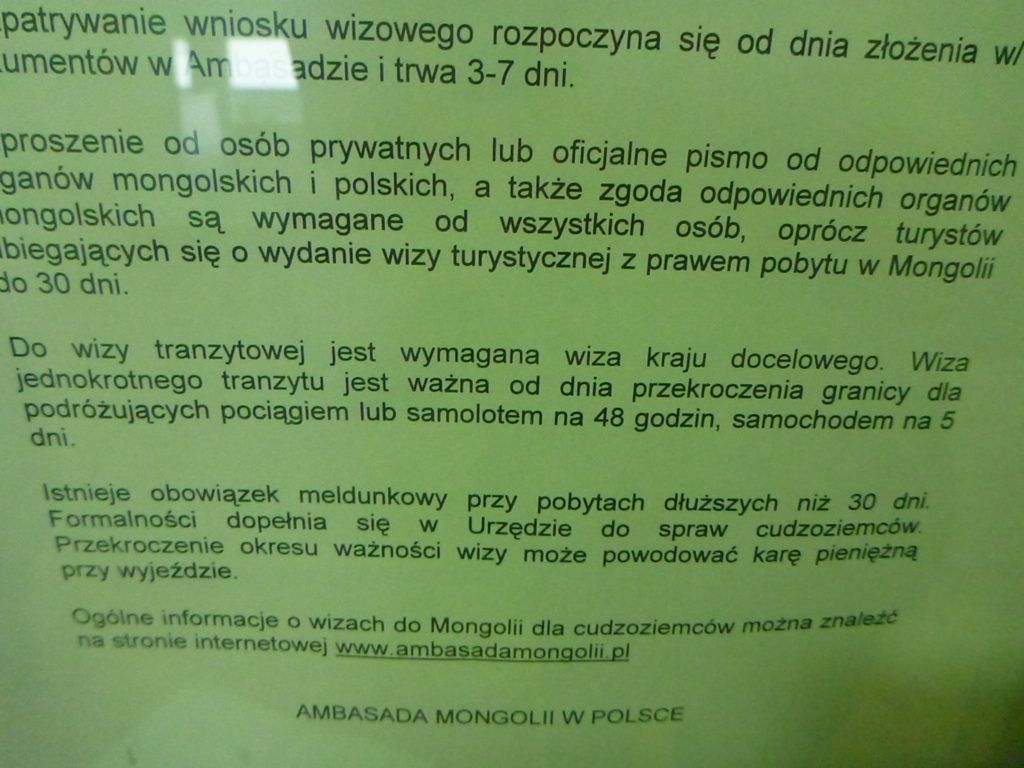 patrywanie wniosku wizowego rozpoczyna się od dnia złożenia w/
umentów w Ambasadzie i trwa 3-7 dni.
proszenie od osób prywatnych lub oficjalne pismo od odpowiednich
ganów mongolskich i polskich, a także zgoda odpowiednich organów
ongolskich są wymagane od wszystkich osób, oprócz turystów
biegających się o wydanie wizy turystycznej z prawem pobytu w Mongolii
do 30 dni.
Do wizy tranzytowej jest wymagana wiza kraju docelowego. Wiza
jednokrotnego tranzytu jest ważna od dnia przekroczenia granicy dla
podróżujących pociągiem lub samolotem na 48 godzin, samochodem na 5
dni.
Istnieje obowiązek meldunkowy przy pobytach dłuższych niż 30 dni.
Formalności dopełnia się w Urzędzie do spraw cudzoziemców.
Przekroczenie okresu ważności wizy może powodować karę pieniężną
przy wyjeździe.
Ogólne informacje o wizach do Mongolii dla cudzoziemców można znaleźć
na stronie internetowej www.ambasadamongolii.pl
AMBASADA MONGOLII W POLSCE